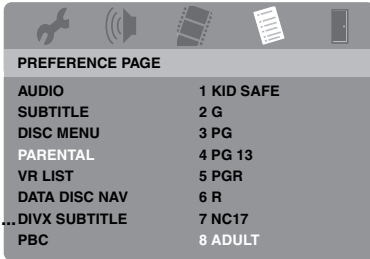 PREFERENCE PAGE
AUDIO 1 KID SAFE
SUBTITLE 2 G
DISC MENU 3 PG
PARENTAL 4 PG 13
VR LIST 5 PGR
DATA DISC NAV 6 R
...DIVX SUBTITLE 7 NC17
PBC 8 ADULT